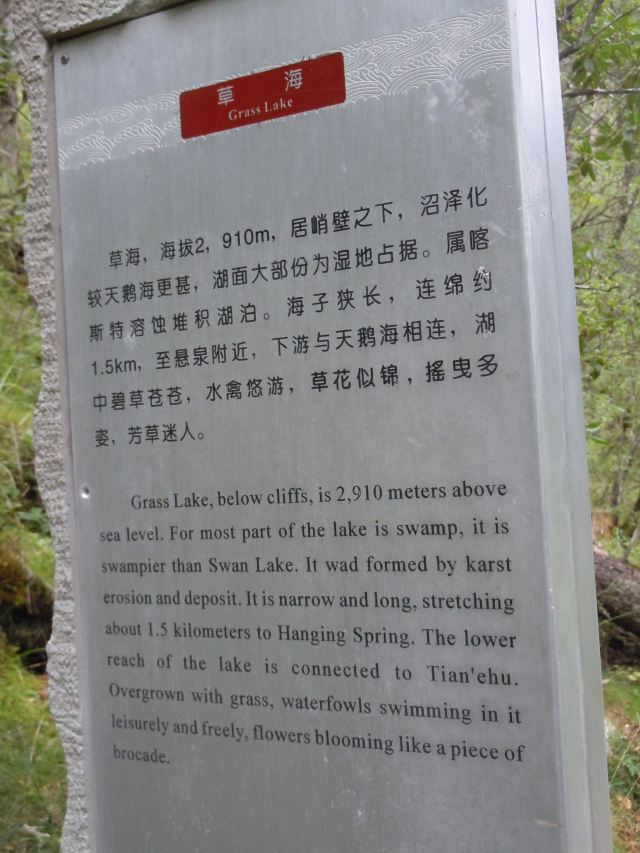 草海
Grass Lake
草海，海拔2，910m，居峭壁之下，沼泽化
较天鹅海更甚，湖面大部份为湿地占据。属喀
斯特溶蚀堆积湖泊。海子狭长，连绵约
1.5km，至悬泉附近，下游与天鹅海相连，湖
中碧草苍苍，水禽悠游，草花似锦，摇曳多
姿，芳草迷人。
Grass Lake, below cliffs, is 2,910 meters above
sea level. For most part of the lake is swamp, it is
swampier than Swan Lake. It wad formed by karst
erosion and deposit. It is narrow and long, stretching
about 1.5 kilometers to Hanging Spring. The lower
reach of the lake is connected to Tian'ehu.
Overgrown with grass, waterfowls swimming in it
leisurely and freely, flowers blooming like a piece of
brocade.